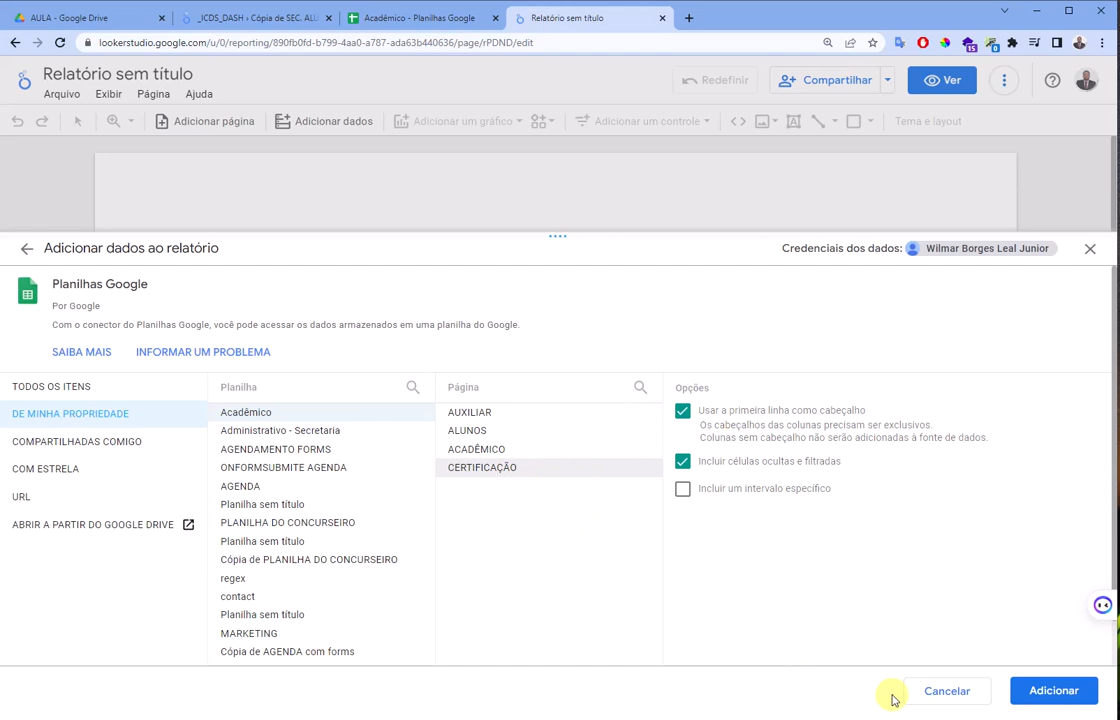 AULA - Google Drive
_ICDS_DASH › Cópia de SEC. ALU
Acadêmico - Planilhas Google
Relatório sem título
lookerstudio.google.com/u/0/reporting/890fb0fd-b799-4aa0-a787-ada63b440636/page/rPDND/edit
15
0
Relatório sem título
Arquivo Exibir Página Ajuda
Redefinir
Compartilhar
Ver
Adicionar página
Adicionar dados
Adicionar um gráfico
Adicionar um controle
Tema e layout
Adicionar dados ao relatório
Credenciais dos dados: Wilmar Borges Leal Junior
Planilhas Google
Por Google
Com o conector do Planilhas Google, você pode acessar os dados armazenados em uma planilha do Google.
SAIBA MAIS INFORMAR UM PROBLEMA
TODOS OS ITENS
DE MINHA PROPRIEDADE
COMPARTILHADAS COMIGO
COM ESTRELA
URL
ABRIR A PARTIR DO GOOGLE DRIVE
Planilha
Acadêmico
Administrativo - Secretaria
AGENDAMENTO FORMS
ONFORMSUBMITE AGENDA
AGENDA
Planilha sem título
PLANILHA DO CONCURSEIRO
Planilha sem título
Cópia de PLANILHA DO CONCURSEIRO
regex
contact
Planilha sem título
MARKETING
Cópia de AGENDA com forms
Página
AUXILIAR
ALUNOS
ACADÊMICO
CERTIFICAÇÃO
Opções
Usar a primeira linha como cabeçalho
Os cabeçalhos das colunas precisam ser exclusivos.
Colunas sem cabeçalho não serão adicionadas à fonte de dados.
Incluir células ocultas e filtradas
Incluir um intervalo específico
Cancelar
Adicionar